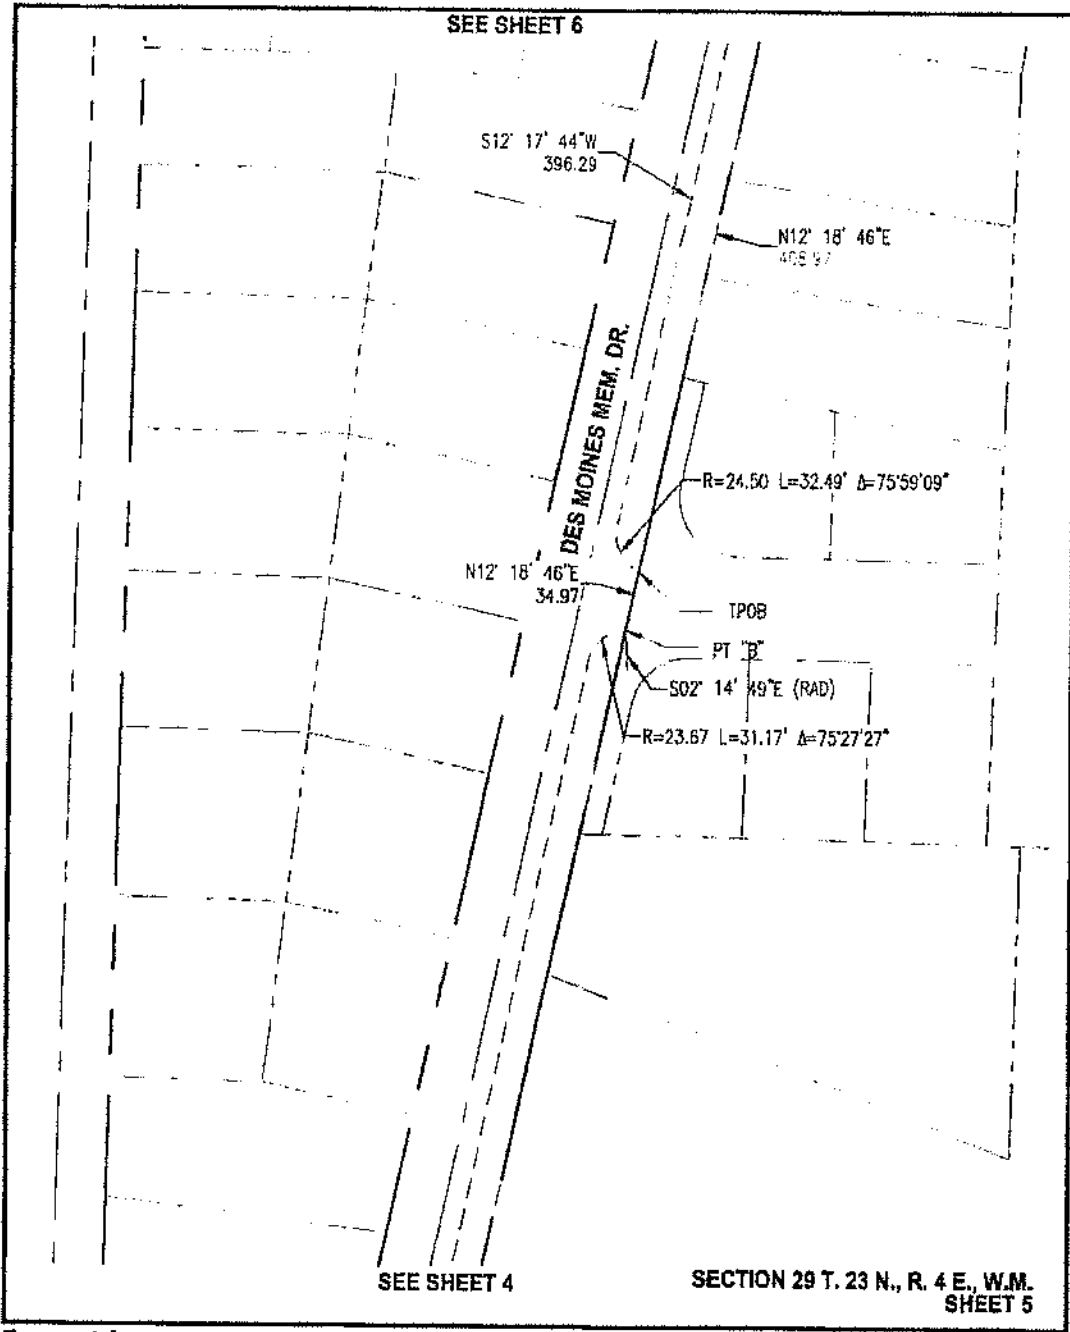 SEE SHEET 6
S12° 17' 44"W
396.29
N12° 18' 46"E
408.97
DES MOINES MEM. DR.
R=24.50 L=32.49' Δ=75°59'09"
N12° 18' 46"E
34.97
TPOB
PT "B"
S02° 14' 49"E (RAD)
R=23.67 L=31.17' Δ=75°27'27"
SEE SHEET 4
SECTION 29 T. 23 N., R. 4 E., W.M.
SHEET 5